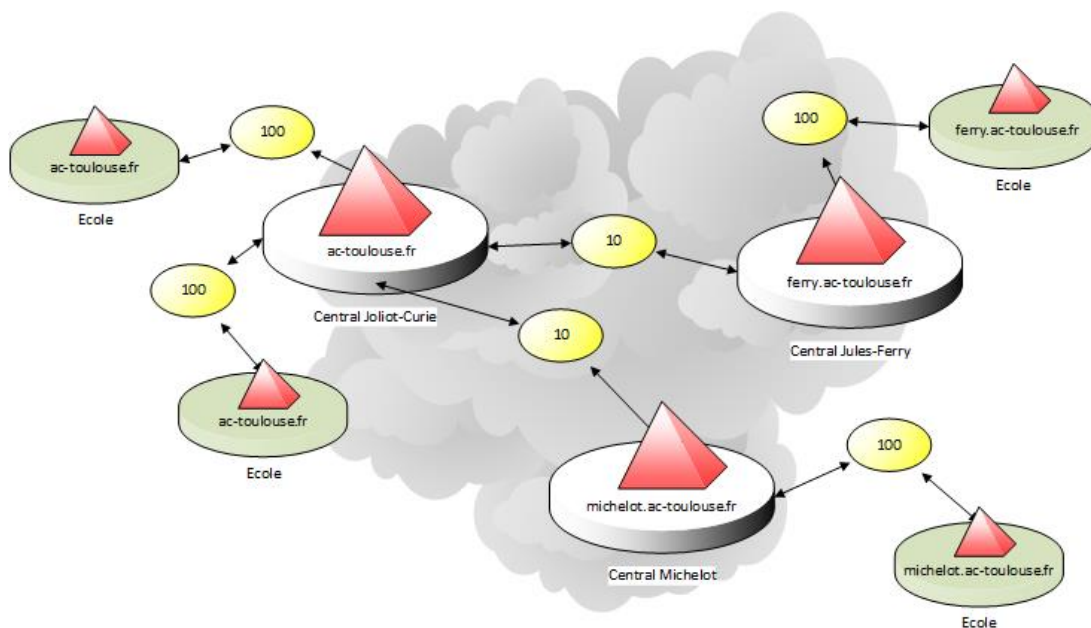 100
ac-toulouse.fr
Ecole
100
ferry.ac-toulouse.fr
Ecole
ac-toulouse.fr
Central Joliot-Curie
10
ferry.ac-toulouse.fr
Central Jules-Ferry
100
10
ac-toulouse.fr
Ecole
michelot.ac-toulouse.fr
Central Michelot
100
michelot.ac-toulouse.fr
Ecole